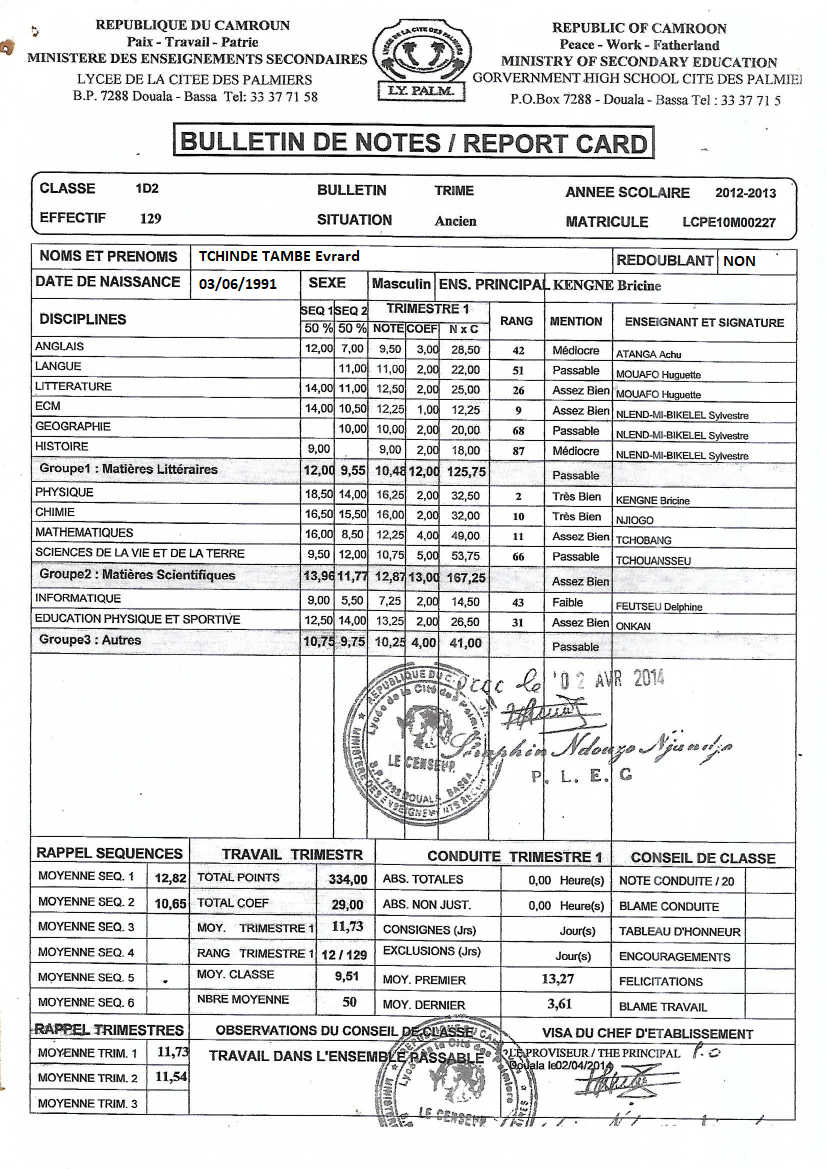 REPUBLIQUE DU CAMROUN
Paix - Travail - Patrie
MINISTERE DES ENSEIGNEMENTS SECONDAIRES
LYCEE DE LA CITEE DES PALMIERS
B.P. 7288 Douala - Bassa Tel: 33 37 71 58
LYCEE DE LA CITE DES PALMIERS
LY. PALM.
REPUBLIC OF CAMROON
Peace - Work - Fatherland
MINISTRY OF SECONDARY EDUCATION
GORVERNMENT HIGH SCHOOL CITE DES PALMIE
P.O.Box 7288 - Douala - Bassa Tel : 33 37 71 5
BULLETIN DE NOTES / REPORT CARD
CLASSE 1D2 BULLETIN TRIME ANNEE SCOLAIRE 2012-2013
EFFECTIF 129 SITUATION Ancien MATRICULE LCPE10M00227
NOMS ET PRENOMS TCHINDE TAMBE Evrard REDOUBLANT NON
DATE DE NAISSANCE 03/06/1991 SEXE Masculin ENS. PRINCIPAL KENGNE Bricine
DISCIPLINES SEQ 1 SEQ 2 TRIMESTRE 1 RANG MENTION ENSEIGNANT ET SIGNATURE
50 % 50 % NOTE COEF N x C
ANGLAIS 12,00 7,00 9,50 3,00 28,50 42 Médiocre ATANGA Achu
LANGUE 11,00 11,00 2,00 22,00 51 Passable MOUAFO Huguette
LITTERATURE 14,00 11,00 12,50 2,00 25,00 26 Assez Bien MOUAFO Huguette
ECM 14,00 10,50 12,25 1,00 12,25 9 Assez Bien NLEND-MI-BIKELEL Sylvestre
GEOGRAPHIE 10,00 10,00 2,00 20,00 68 Passable NLEND-MI-BIKELEL Sylvestre
HISTOIRE 9,00 9,00 2,00 18,00 87 Médiocre NLEND-MI-BIKELEL Sylvestre
Groupe1 : Matières Littéraires 12,00 9,55 10,48 12,00 125,75 Passable
PHYSIQUE 18,50 14,00 16,25 2,00 32,50 2 Très Bien KENGNE Bricine
CHIMIE 16,50 15,50 16,00 2,00 32,00 10 Très Bien NJIOGO
MATHEMATIQUES 16,00 8,50 12,25 4,00 49,00 11 Assez Bien TCHOBANG
SCIENCES DE LA VIE ET DE LA TERRE 9,50 12,00 10,75 5,00 53,75 66 Passable TCHOUANSSEU
Groupe2 : Matières Scientifiques 13,96 11,77 12,87 13,00 167,25 Assez Bien
INFORMATIQUE 9,00 5,50 7,25 2,00 14,50 43 Faible FEUTSEU Delphine
EDUCATION PHYSIQUE ET SPORTIVE 12,50 14,00 13,25 2,00 26,50 31 Assez Bien ONKAN
Groupe3 : Autres 10,75 9,75 10,25 4,00 41,00 Passable
le 02 AVR 2014
Lycée de la Cité des Palmiers
LE CENSEUR
B.P. 7288 DOUALA BASSA
Seraphin Ndouzo Njundjo
P. L. E. G
RAPPEL SEQUENCES TRAVAIL TRIMESTR CONDUITE TRIMESTRE 1 CONSEIL DE CLASSE
MOYENNE SEQ. 1 12,82 TOTAL POINTS 334,00 ABS. TOTALES 0,00 Heure(s) NOTE CONDUITE / 20
MOYENNE SEQ. 2 10,65 TOTAL COEF 29,00 ABS. NON JUST. 0,00 Heure(s) BLAME CONDUITE
MOYENNE SEQ. 3 MOY. TRIMESTRE 1 11,73 CONSIGNES (Jrs) Jour(s) TABLEAU D'HONNEUR
MOYENNE SEQ. 4 RANG TRIMESTRE 1 12 / 129 EXCLUSIONS (Jrs) Jour(s) ENCOURAGEMENTS
MOYENNE SEQ. 5 MOY. CLASSE 9,51 MOY. PREMIER 13,27 FELICITATIONS
MOYENNE SEQ. 6 NBRE MOYENNE 50 MOY. DERNIER 3,61 BLAME TRAVAIL
RAPPEL TRIMESTRES OBSERVATIONS DU CONSEIL DE CLASSE VISA DU CHEF D'ETABLISSEMENT
MOYENNE TRIM. 1 11,73 TRAVAIL DANS L'ENSEMBLE PASSABLE LE PROVISEUR / THE PRINCIPAL P.O
Douala le02/04/2014
MOYENNE TRIM. 2 11,54
MOYENNE TRIM. 3
LE CENSEUR